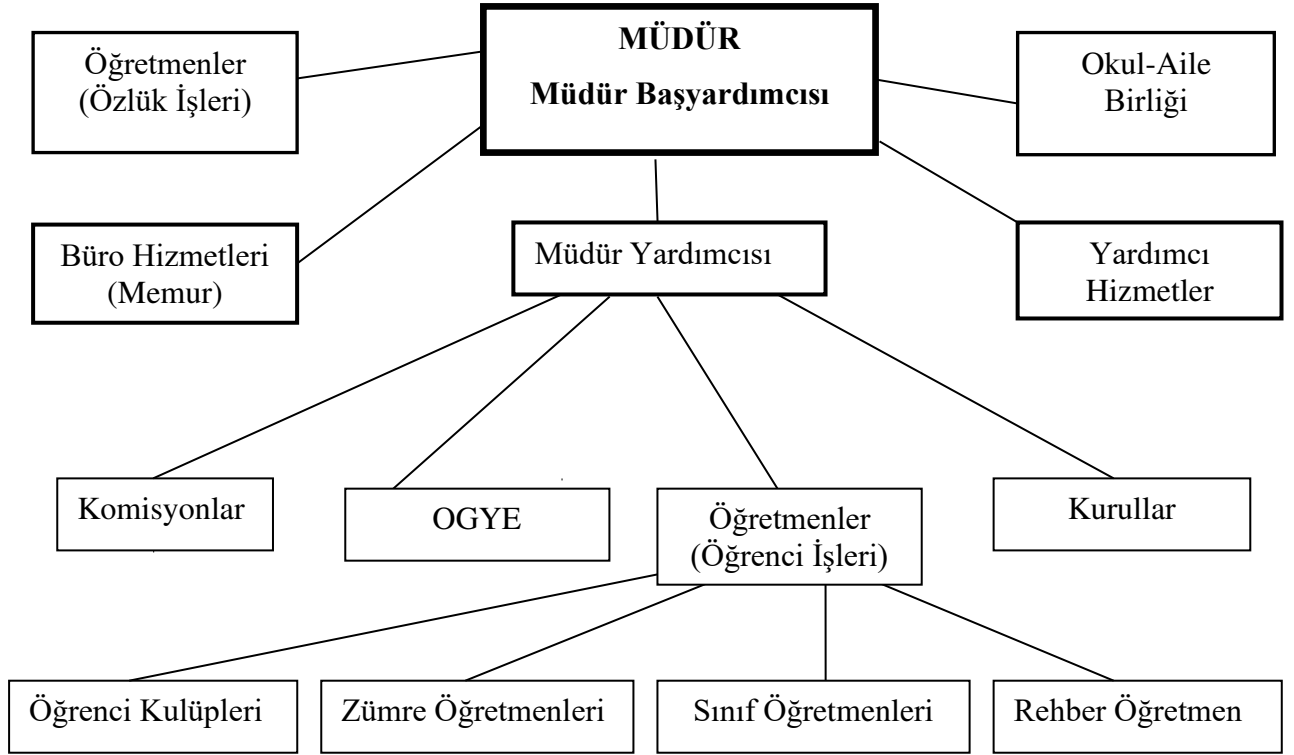 MÜDÜR
Müdür Başyardımcısı
Öğretmenler
(Özlük İşleri)
Okul-Aile
Birliği
Büro Hizmetleri
(Memur)
Müdür Yardımcısı
Yardımcı
Hizmetler
Komisyonlar
OGYE
Öğretmenler
(Öğrenci İşleri)
Kurullar
Öğrenci Kulüpleri
Zümre Öğretmenleri
Sınıf Öğretmenleri
Rehber Öğretmen